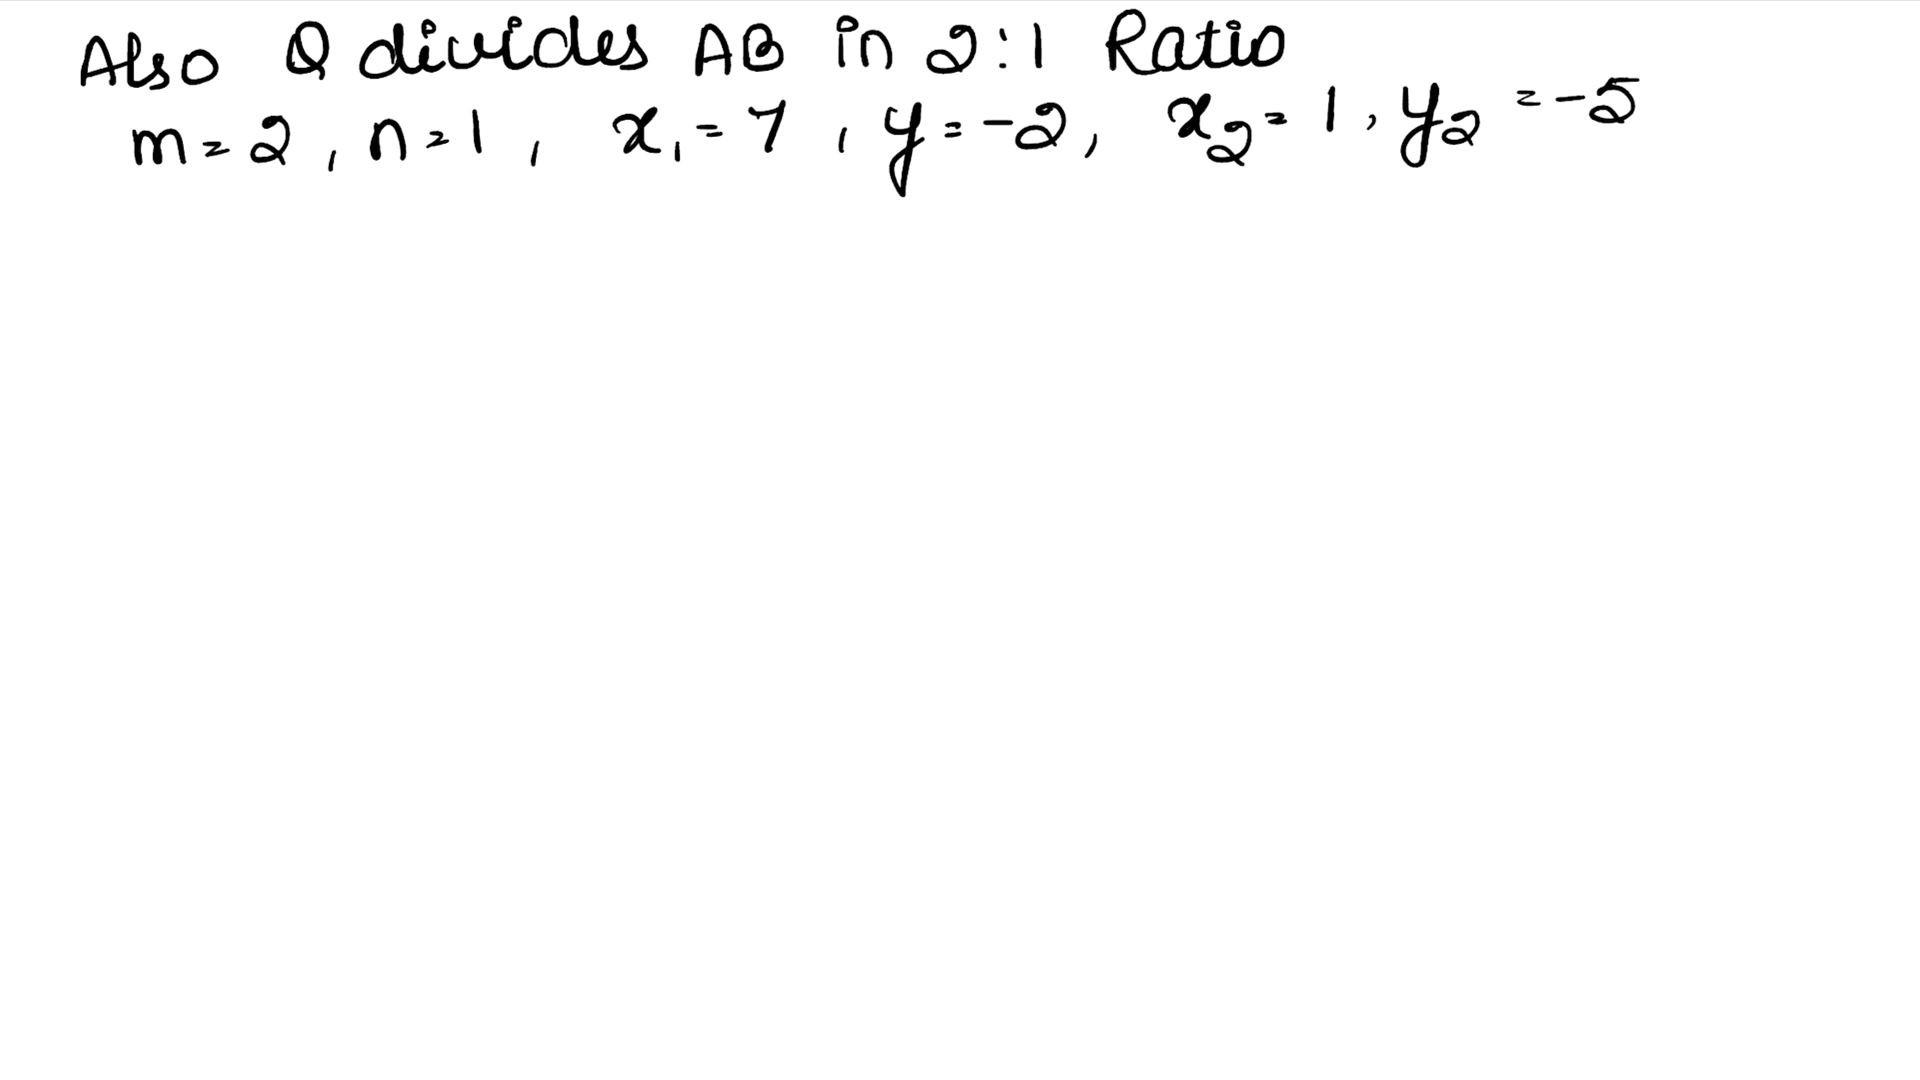 Also Q divides AB in 2:1 Ratio
m=2, n=1, x₁=7, y=-2, x₂=1, y₂=-5